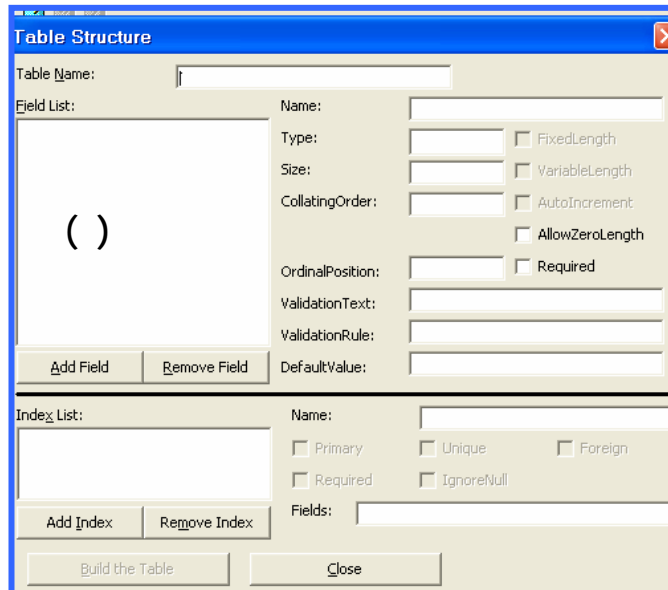 Table Structure
Table Name:
Field List:
Name:
Type:
FixedLength
Size:
VariableLength
CollatingOrder:
AutoIncrement
( )
AllowZeroLength
OrdinalPosition:
Required
ValidationText:
ValidationRule:
Add Field
Remove Field
DefaultValue:
Index List:
Name:
Primary
Unique
Foreign
Required
IgnoreNull
Fields:
Add Index
Remove Index
Build the Table
Close